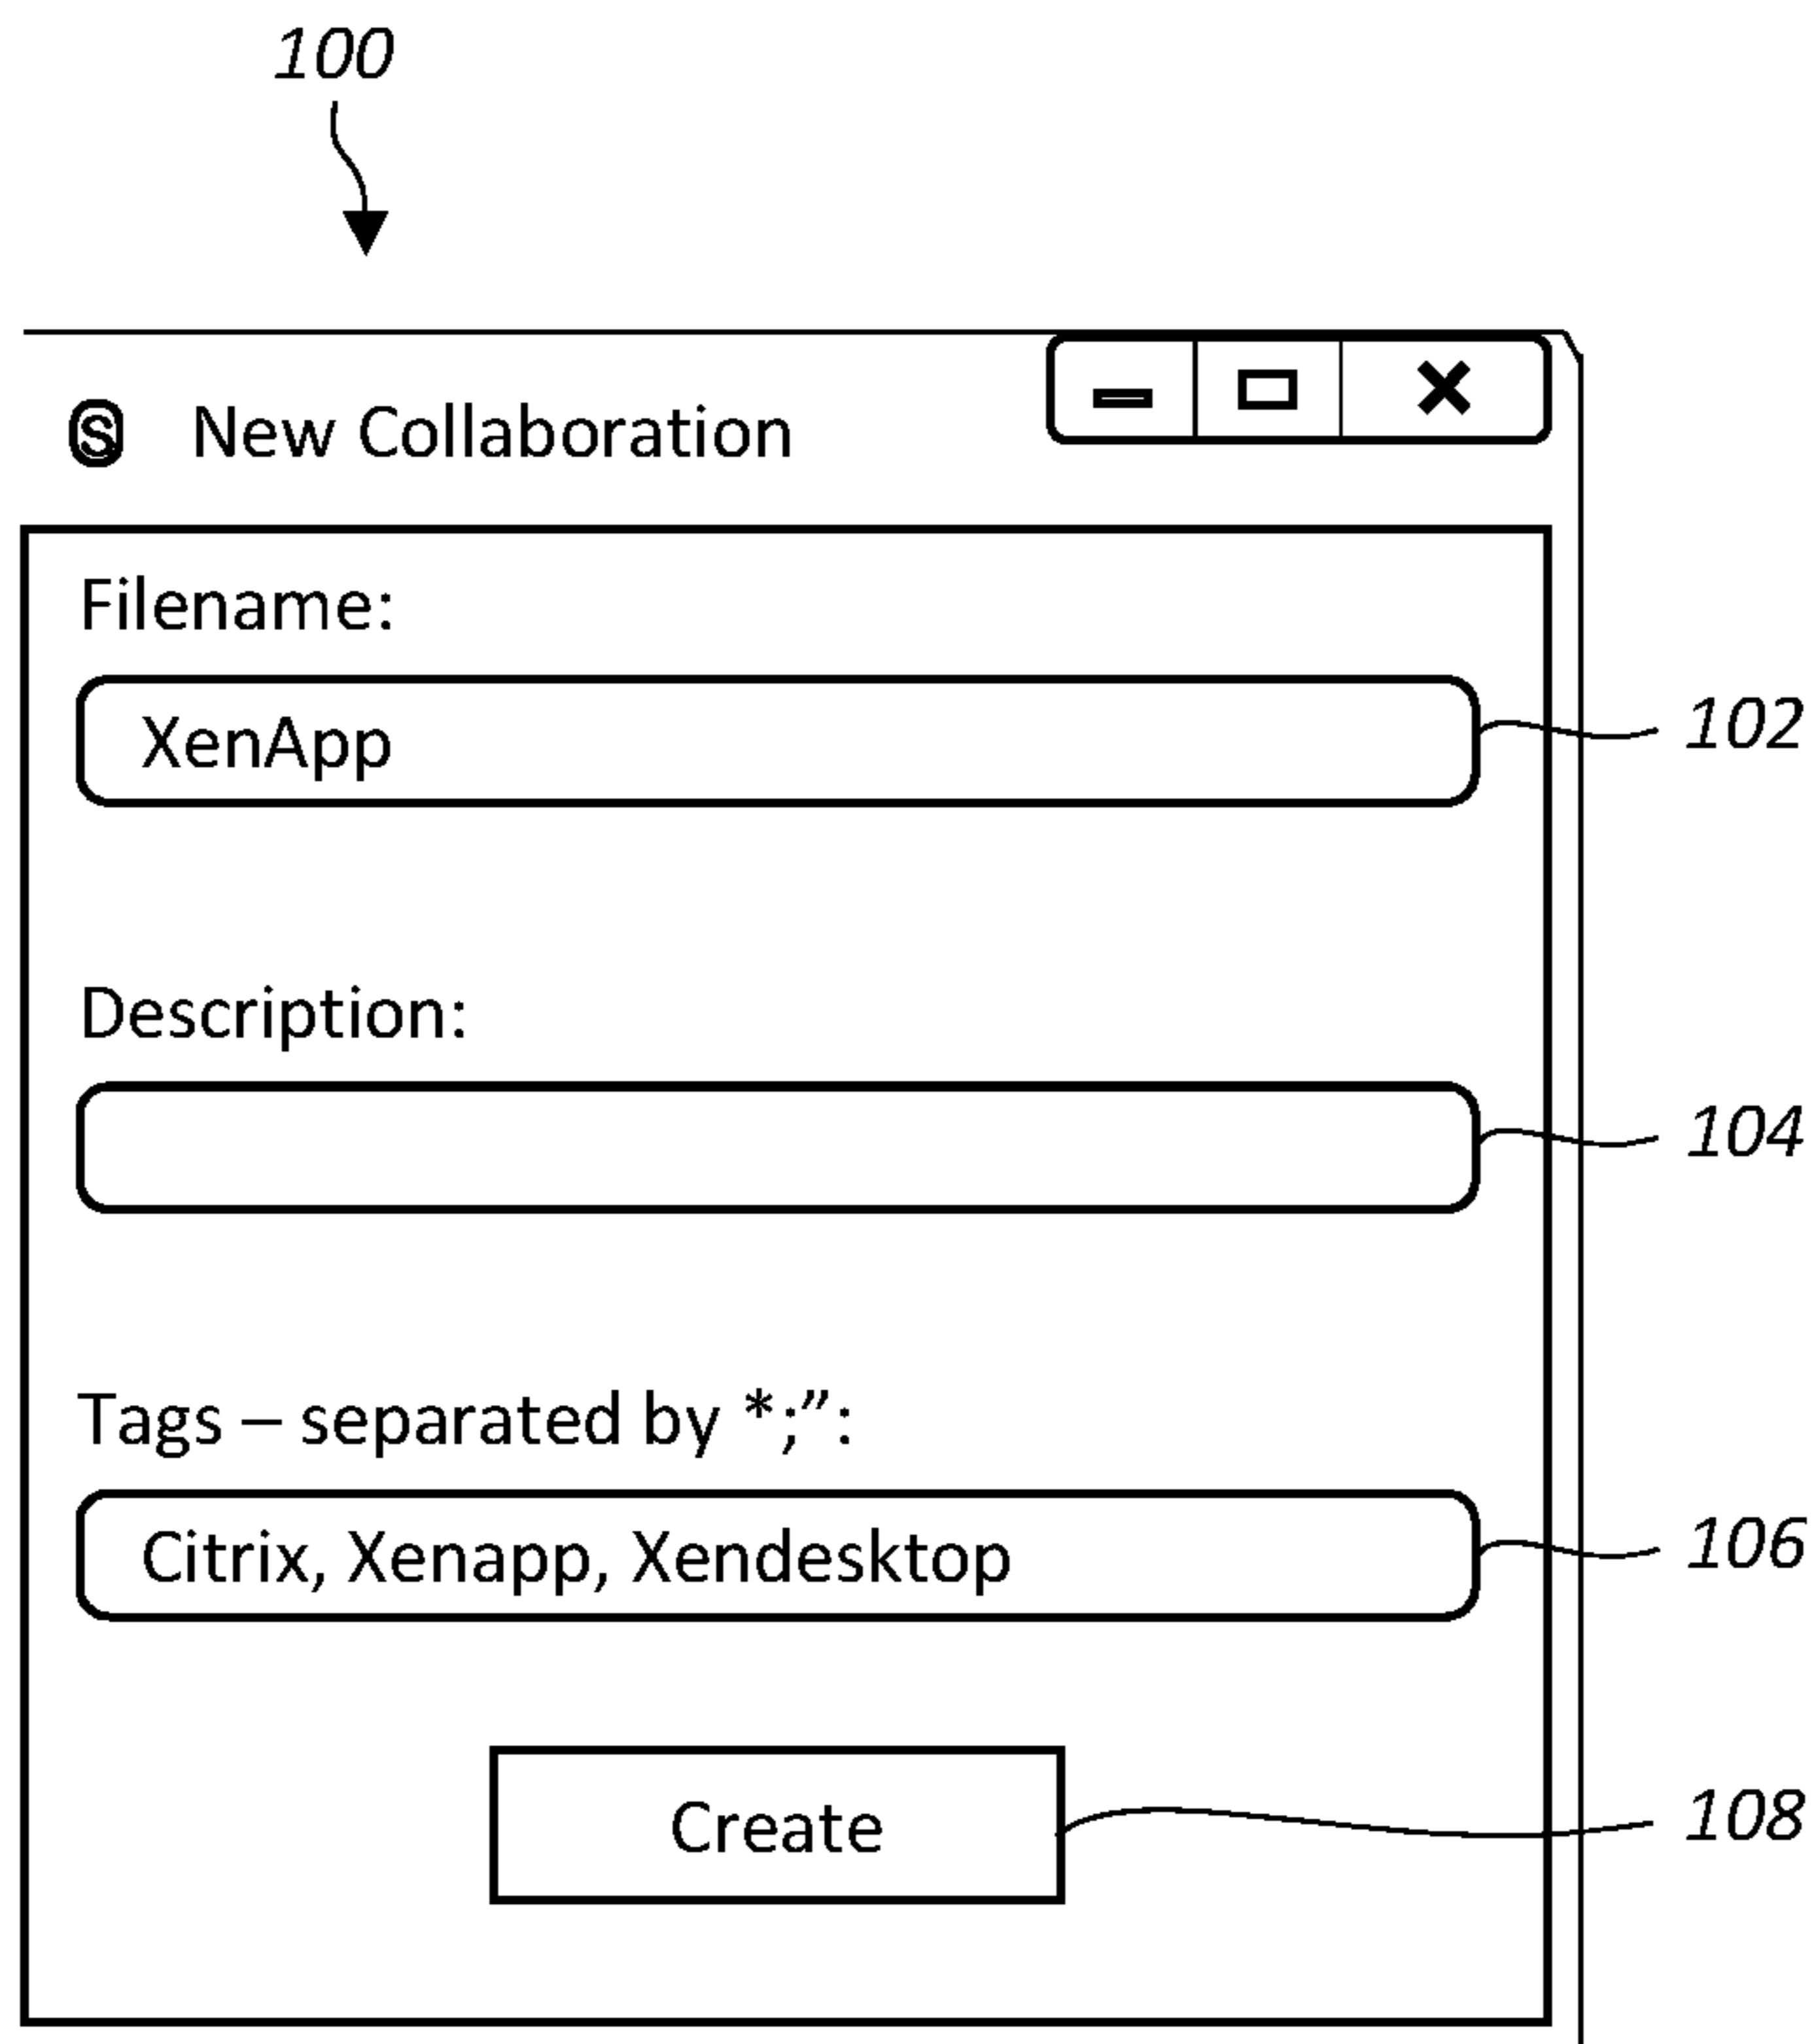 100
S New Collaboration
Filename:
XenApp
102
Description:
104
Tags – separated by *;”:
Citrix, Xenapp, Xendesktop
106
Create
108